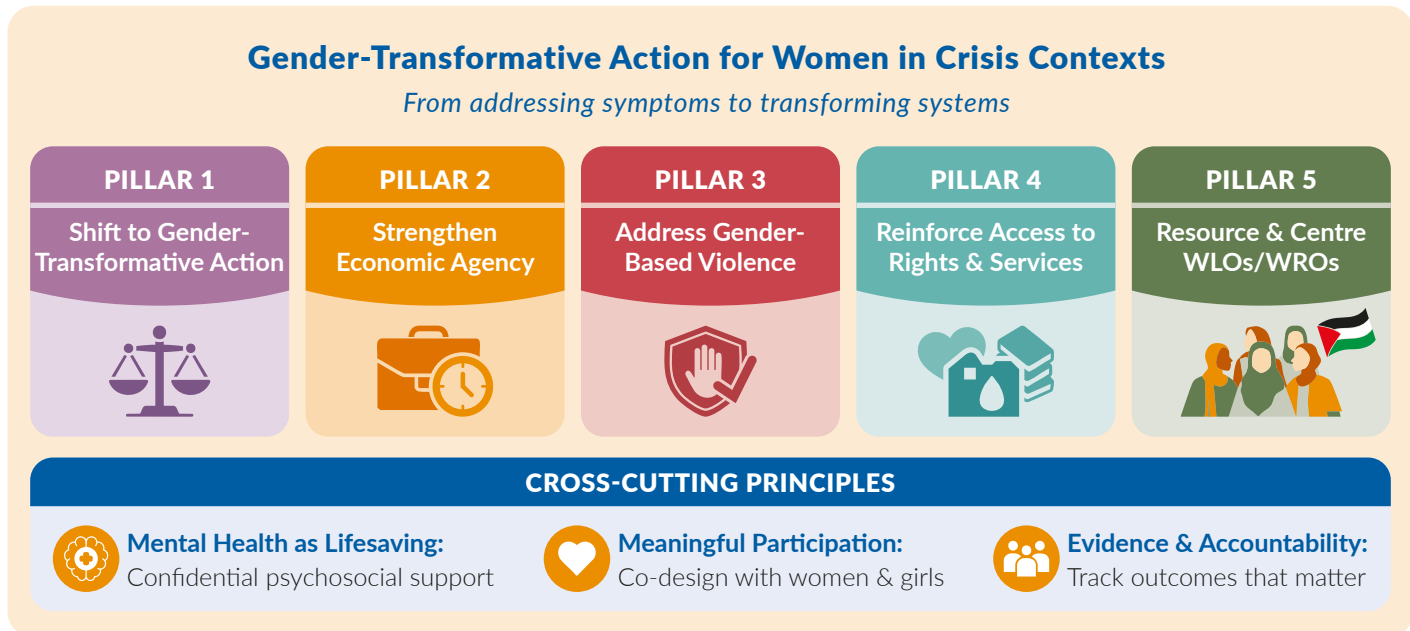 Gender-Transformative Action for Women in Crisis Contexts
From addressing symptoms to transforming systems
PILLAR 1
Shift to Gender-
Transformative Action
PILLAR 2
Strengthen
Economic Agency
PILLAR 3
Address Gender-
Based Violence
PILLAR 4
Reinforce Access to
Rights & Services
PILLAR 5
Resource & Centre
WLOs/WROs
CROSS-CUTTING PRINCIPLES
Mental Health as Lifesaving:
Confidential psychosocial support
Meaningful Participation:
Co-design with women & girls
Evidence & Accountability:
Track outcomes that matter